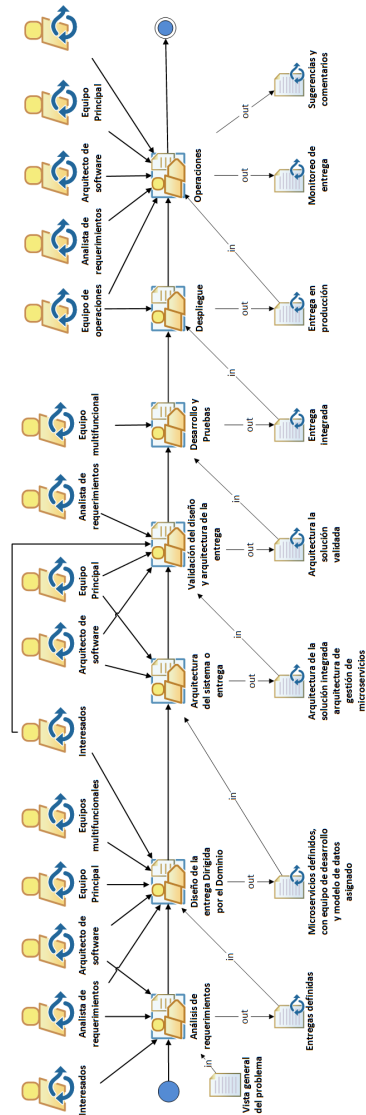 Interesados
Analista de
requerimientos
Arquitecto de
software
Equipo
Principal
Equipos
multifuncionales
Interesados
Arquitecto de
software
Equipo
Principal
Analista de
requerimientos
Equipo
multifuncional
Equipo de
operaciones
Analista de
requerimientos
Arquitecto de
software
Equipo
Principal
Análisis de
requerimientos
Diseño de la
entrega Dirigida
por el Dominio
Arquitectura
del sistema o
entrega
Validación del diseño
y arquitectura de la
entrega
Desarrollo y
Pruebas
Despliegue
Operaciones
in
out
in
out
in
out
in
out
in
out
in
out
in
out
out
Vista general
del problema
Entregas definidas
Microservicios definidos,
con equipo de desarrollo
y modelo de datos
asignado
Arquitectura de la
solución integrada
arquitectura de
gestión de
microservicios
Arquitectura la
solución
validada
Entrega
integrada
Entrega en
producción
Monitoreo de
entrega
Sugerencias y
comentarios